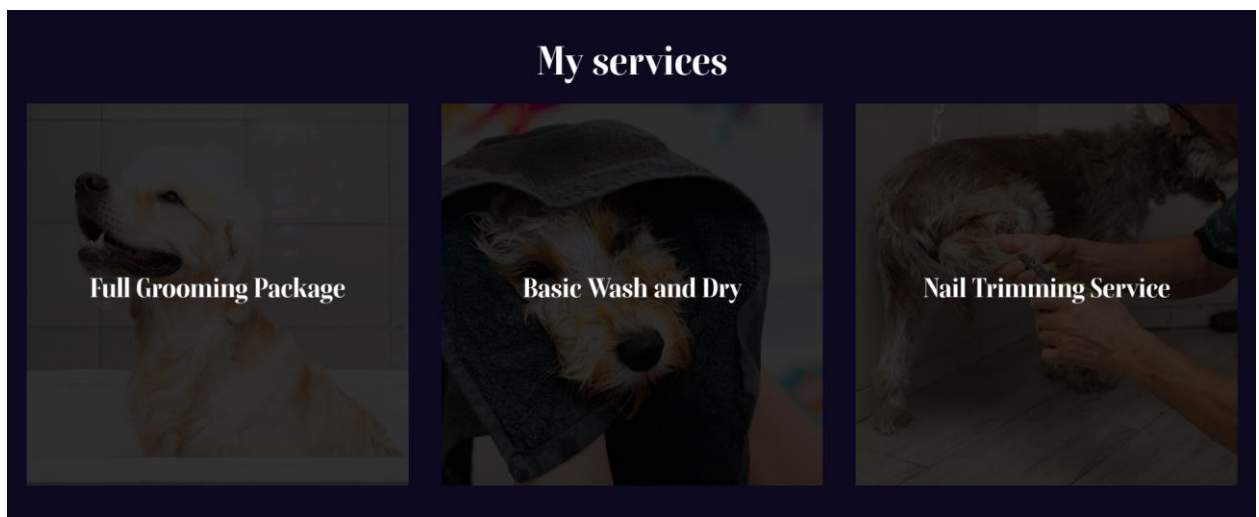 My services
Full Grooming Package
Basic Wash and Dry
Nail Trimming Service